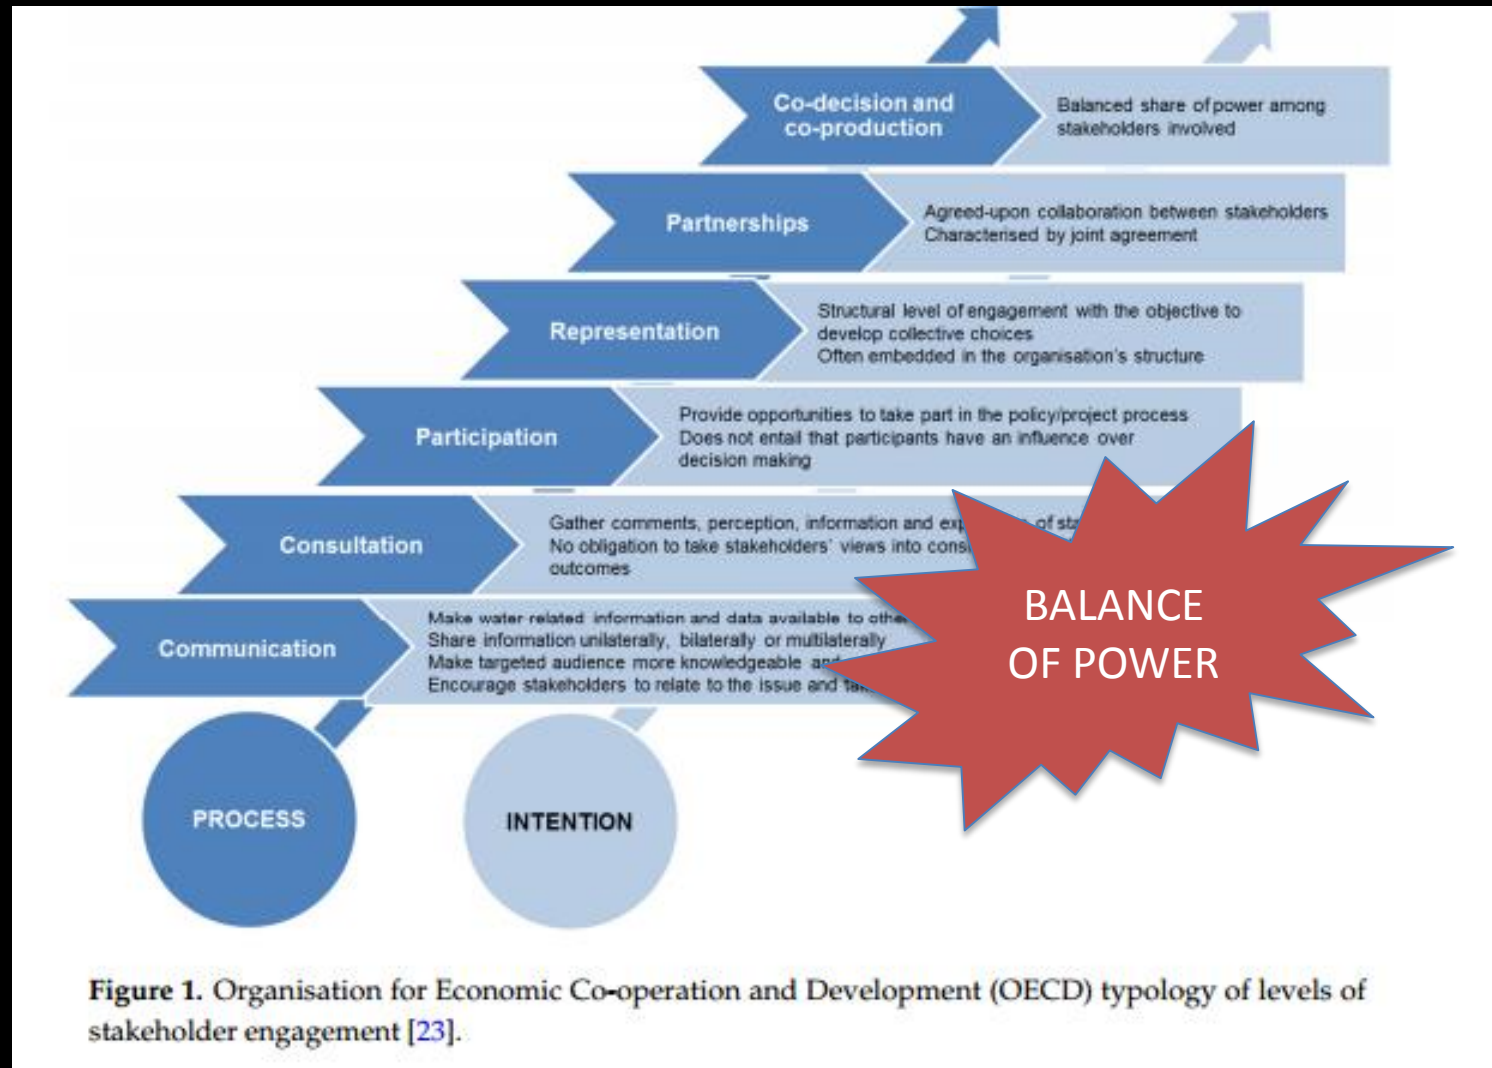 Co-decision and
co-production
Balanced share of power among
stakeholders involved
Partnerships
Agreed-upon collaboration between stakeholders
Characterised by joint agreement
Representation
Structural level of engagement with the objective to
develop collective choices
Often embedded in the organisation's structure
Participation
Provide opportunities to take part in the policy/project process
Does not entail that participants have an influence over
decision making
Consultation
Gather comments, perception, information and of
No obligation to take stakeholders' views into
outcomes
Communication
Make water related information and data available to
Share information unilaterally, bilaterally or multilaterally
Make targeted audience more knowledgeable
Encourage stakeholders to relate to the issue and
BALANCE
OF POWER
PROCESS
INTENTION
Figure 1. Organisation for Economic Co-operation and Development (OECD) typology of levels of
stakeholder engagement [23].